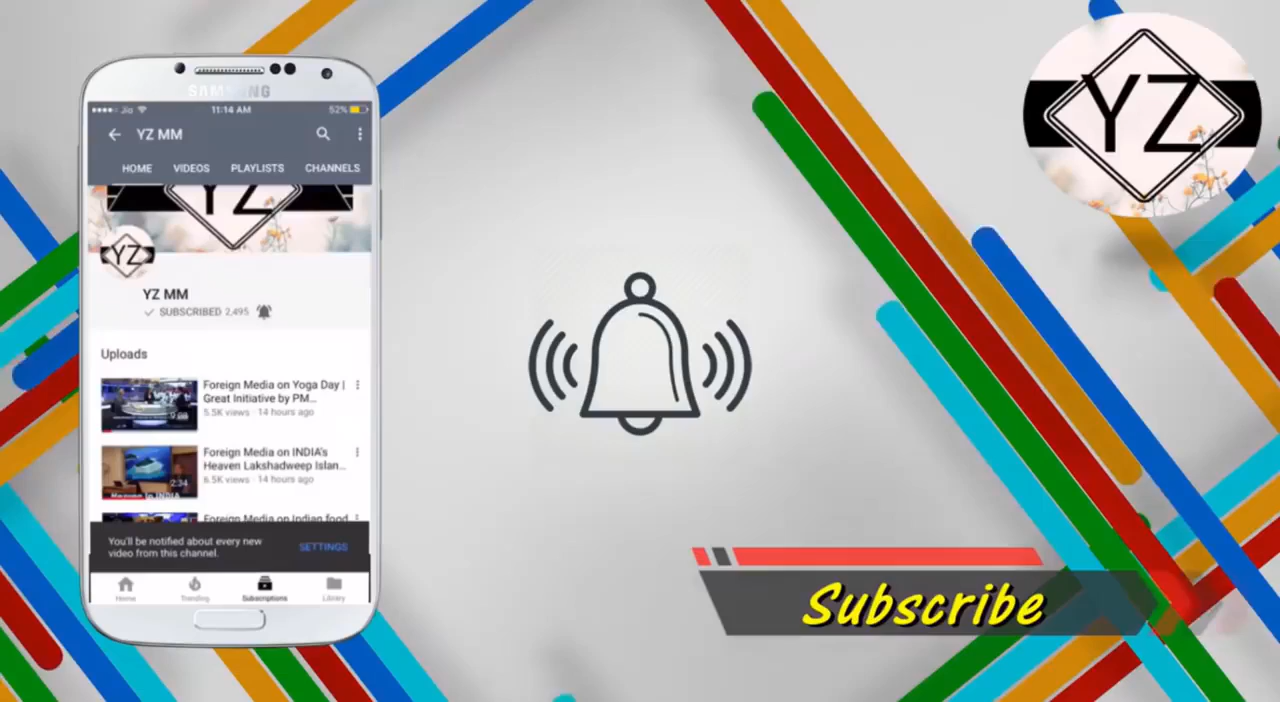 SAMSUNG
Jio
11:14 AM
52%
YZ MM
HOME
VIDEOS
PLAYLISTS
CHANNELS
YZ
YZ
YZ MM
SUBSCRIBED 2,495
Uploads
Foreign Media on Yoga Day |
Great Initiative by PM...
5.5K views · 14 hours ago
Foreign Media on INDIA's
Heaven Lakshadweep Islan...
6.5K views · 14 hours ago
2:34
Heaven In INDIA
Foreign Media on Indian food
You'll be notified about every new
video from this channel.
SETTINGS
Home
Trending
Subscriptions
Library
YZ
Subscribe